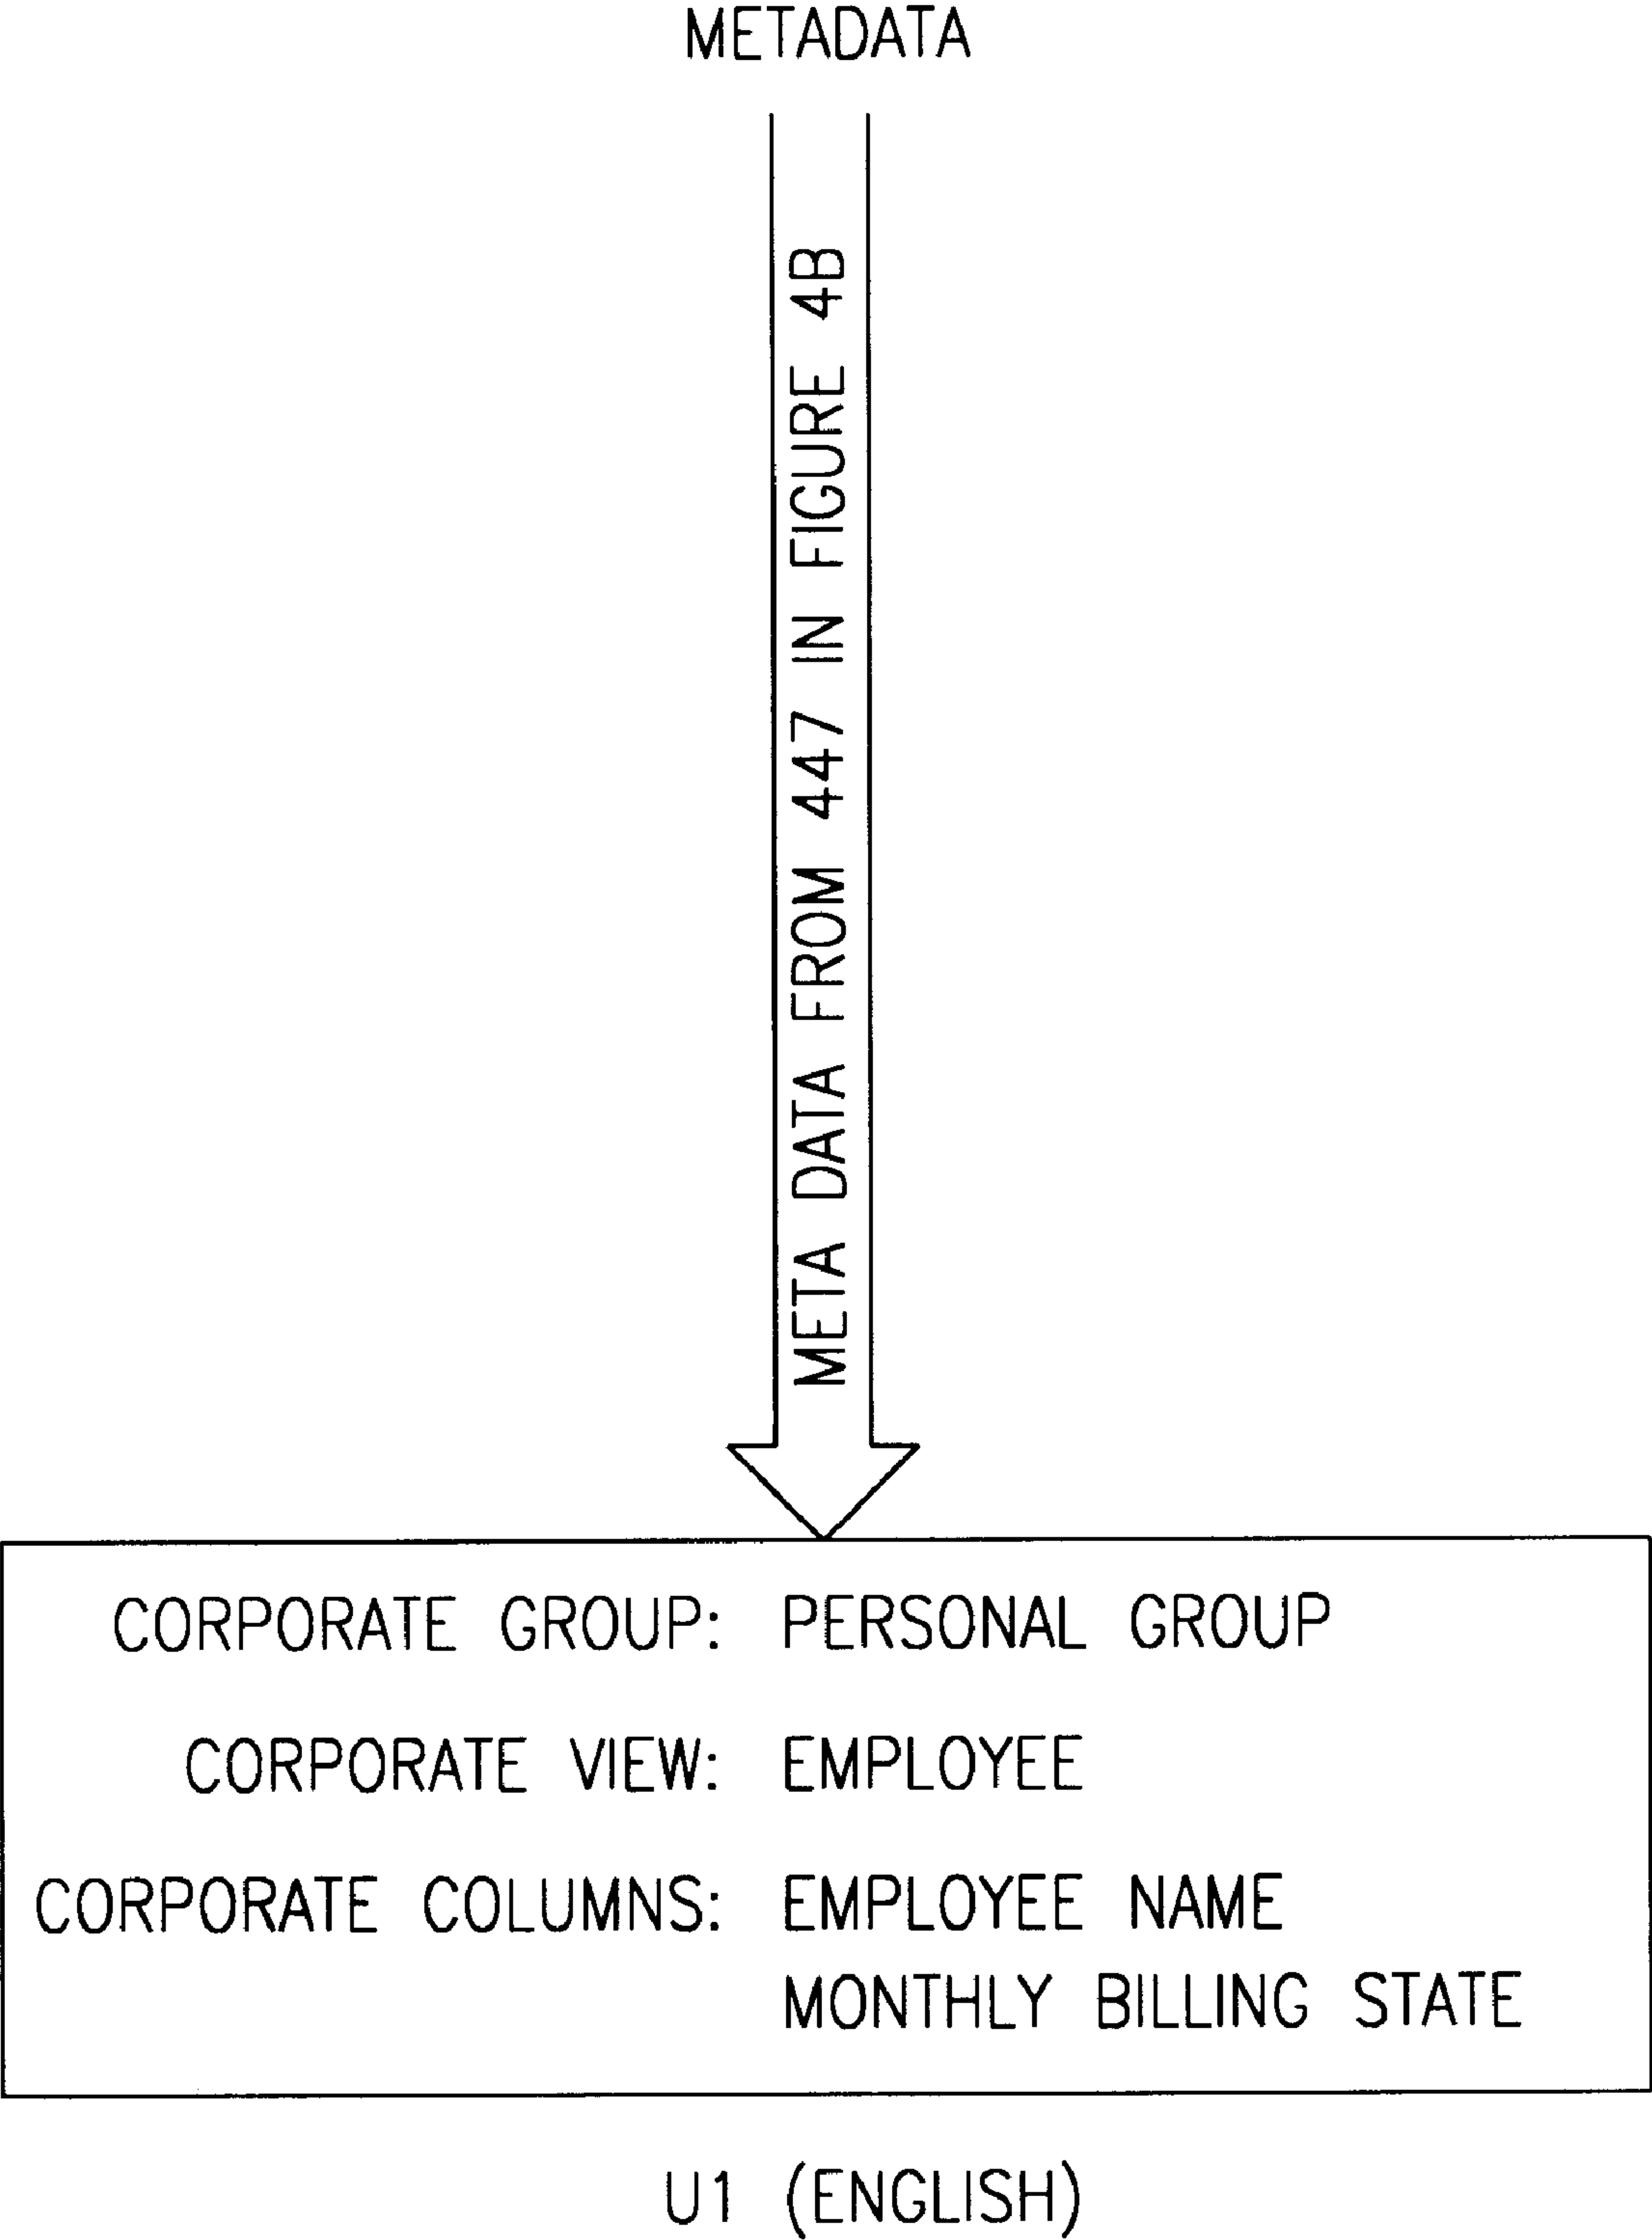 METADATA
META DATA FROM 447 IN FIGURE 4B
CORPORATE GROUP: PERSONAL GROUP
CORPORATE VIEW: EMPLOYEE
CORPORATE COLUMNS: EMPLOYEE NAME
MONTHLY BILLING STATE
U1 (ENGLISH)